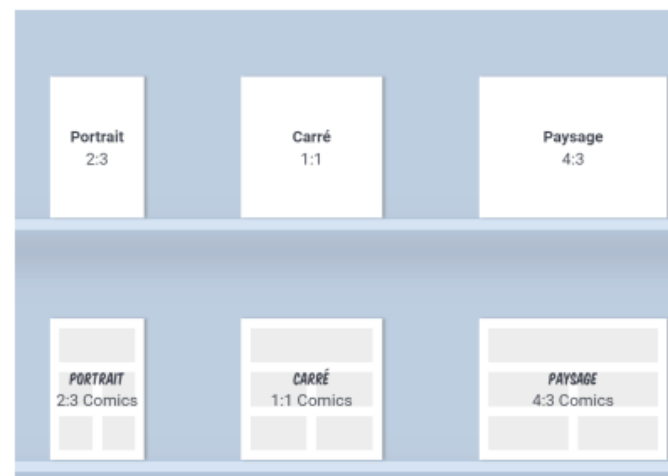 Portrait
2:3
Carré
1:1
Paysage
4:3
PORTRAIT
2:3 Comics
CARRÉ
1:1 Comics
PAYSAGE
4:3 Comics